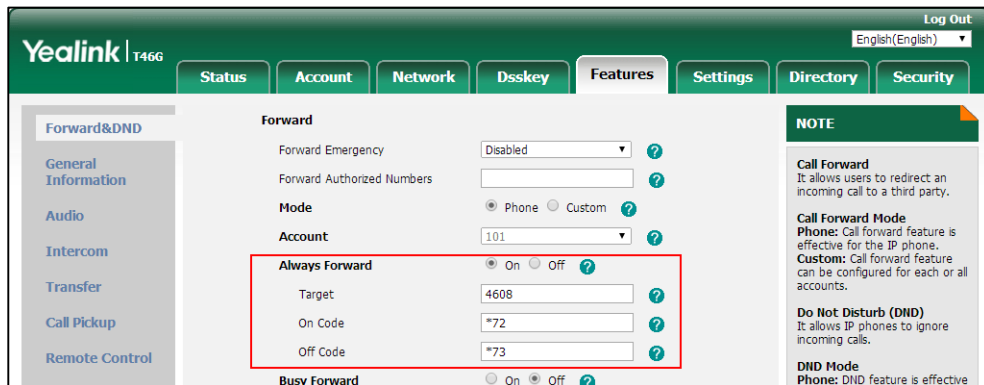 Log Out
Yealink T46G
English(English)
Status Account Network Dsskey Features Settings Directory Security
Forward&DND
General
Information
Audio
Intercom
Transfer
Call Pickup
Remote Control
Forward
Forward Emergency Disabled ?
Forward Authorized Numbers ?
Mode Phone Custom ?
Account 101 ?
Always Forward On Off ?
Target 4608 ?
On Code *72 ?
Off Code *73 ?
Busy Forward On Off ?
NOTE
Call Forward
It allows users to redirect an
incoming call to a third party.
Call Forward Mode
Phone: Call forward feature is
effective for the IP phone.
Custom: Call forward feature
can be configured for each or all
accounts.
Do Not Disturb (DND)
It allows IP phones to ignore
incoming calls.
DND Mode
Phone: DND feature is effective